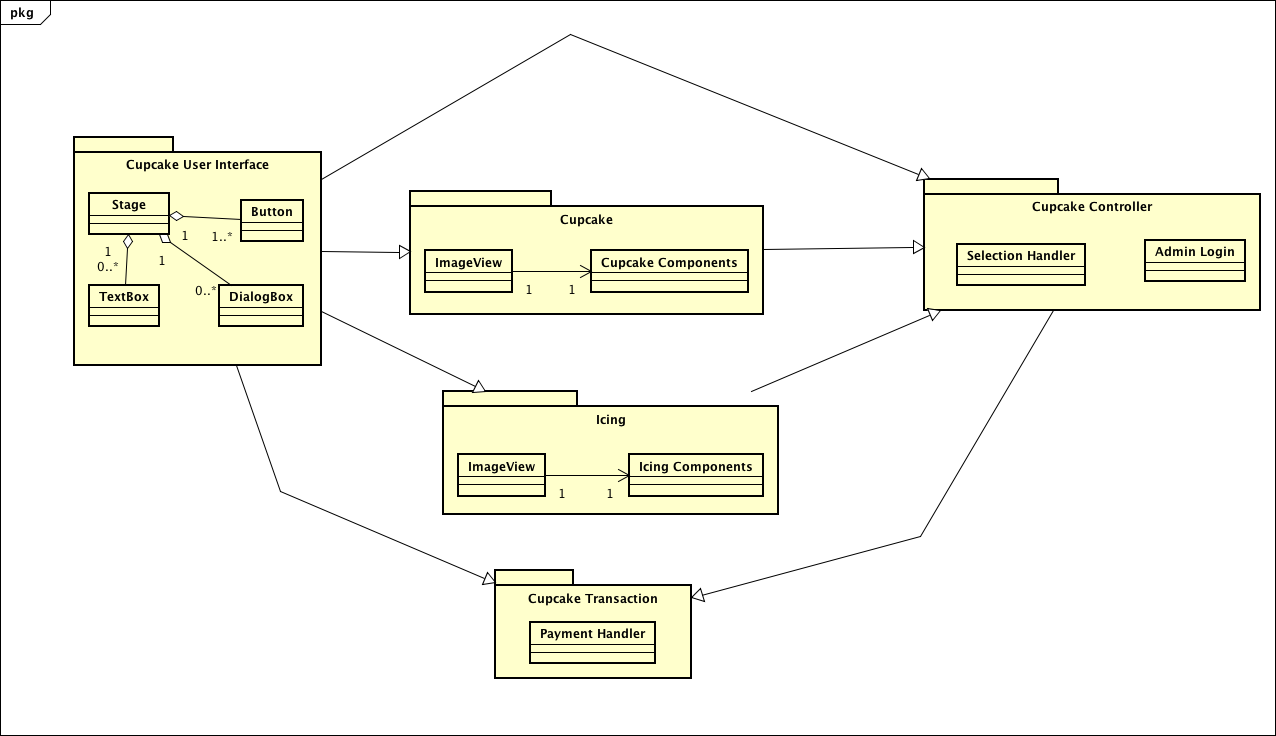 pkg
Cupcake User Interface
Stage
Button
1
1..*
1
0..*
1
0..*
TextBox
DialogBox
Cupcake
ImageView
Cupcake Components
1
1
Cupcake Controller
Selection Handler
Admin Login
Icing
ImageView
Icing Components
1
1
Cupcake Transaction
Payment Handler